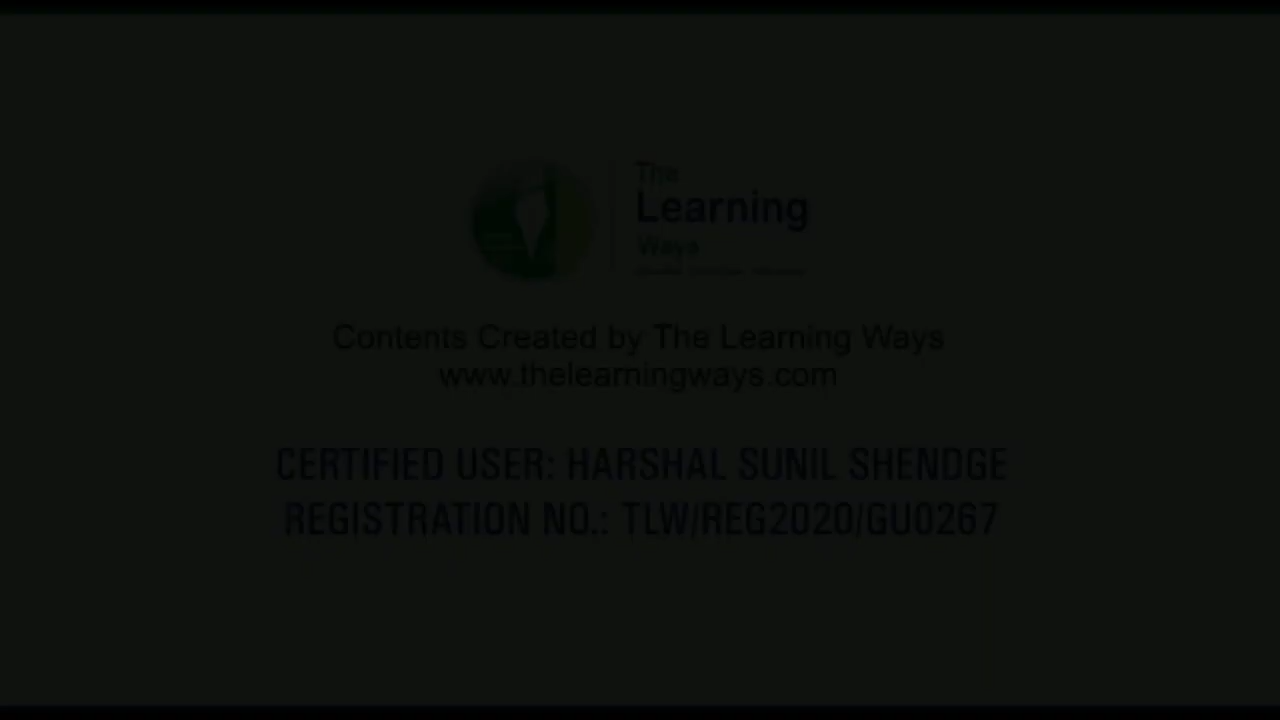 The
Learning
Ways
Contents Created by The Learning Ways
www.thelearningways.com
CERTIFIED USER: HARSHAL SUNIL SHENDGE
REGISTRATION NO.: TLW/REG2020/GU0267